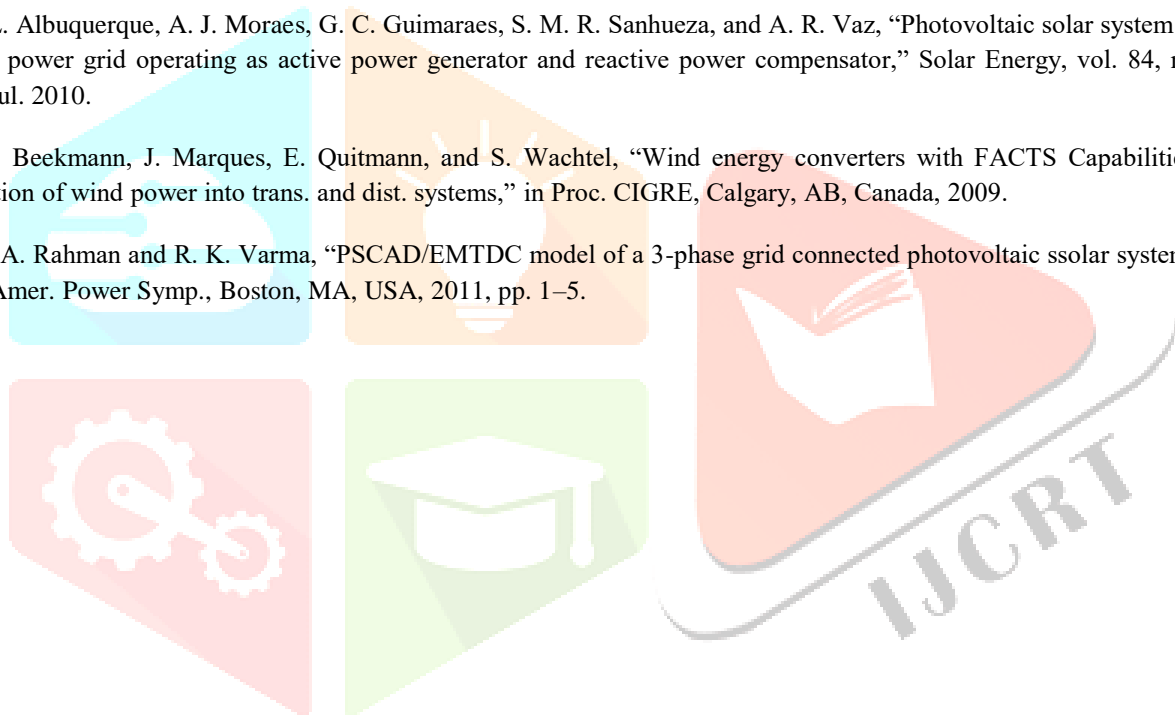 . Albuquerque, A. J. Moraes, G. C. Guimaraes, S. M. R. Sanhueza, and A. R. Vaz, “Photovoltaic solar system
power grid operating as active power generator and reactive power compensator,” Solar Energy, vol. 84,
ul. 2010.
Beekmann, J. Marques, E. Quitmann, and S. Wachtel, “Wind energy converters with FACTS Capabiliti
tion of wind power into trans. and dist. systems,” in Proc. CIGRE, Calgary, AB, Canada, 2009.
A. Rahman and R. K. Varma, “PSCAD/EMTDC model of a 3-phase grid connected photovoltaic ssolar system
Amer. Power Symp., Boston, MA, USA, 2011, pp. 1–5.
IJCRT